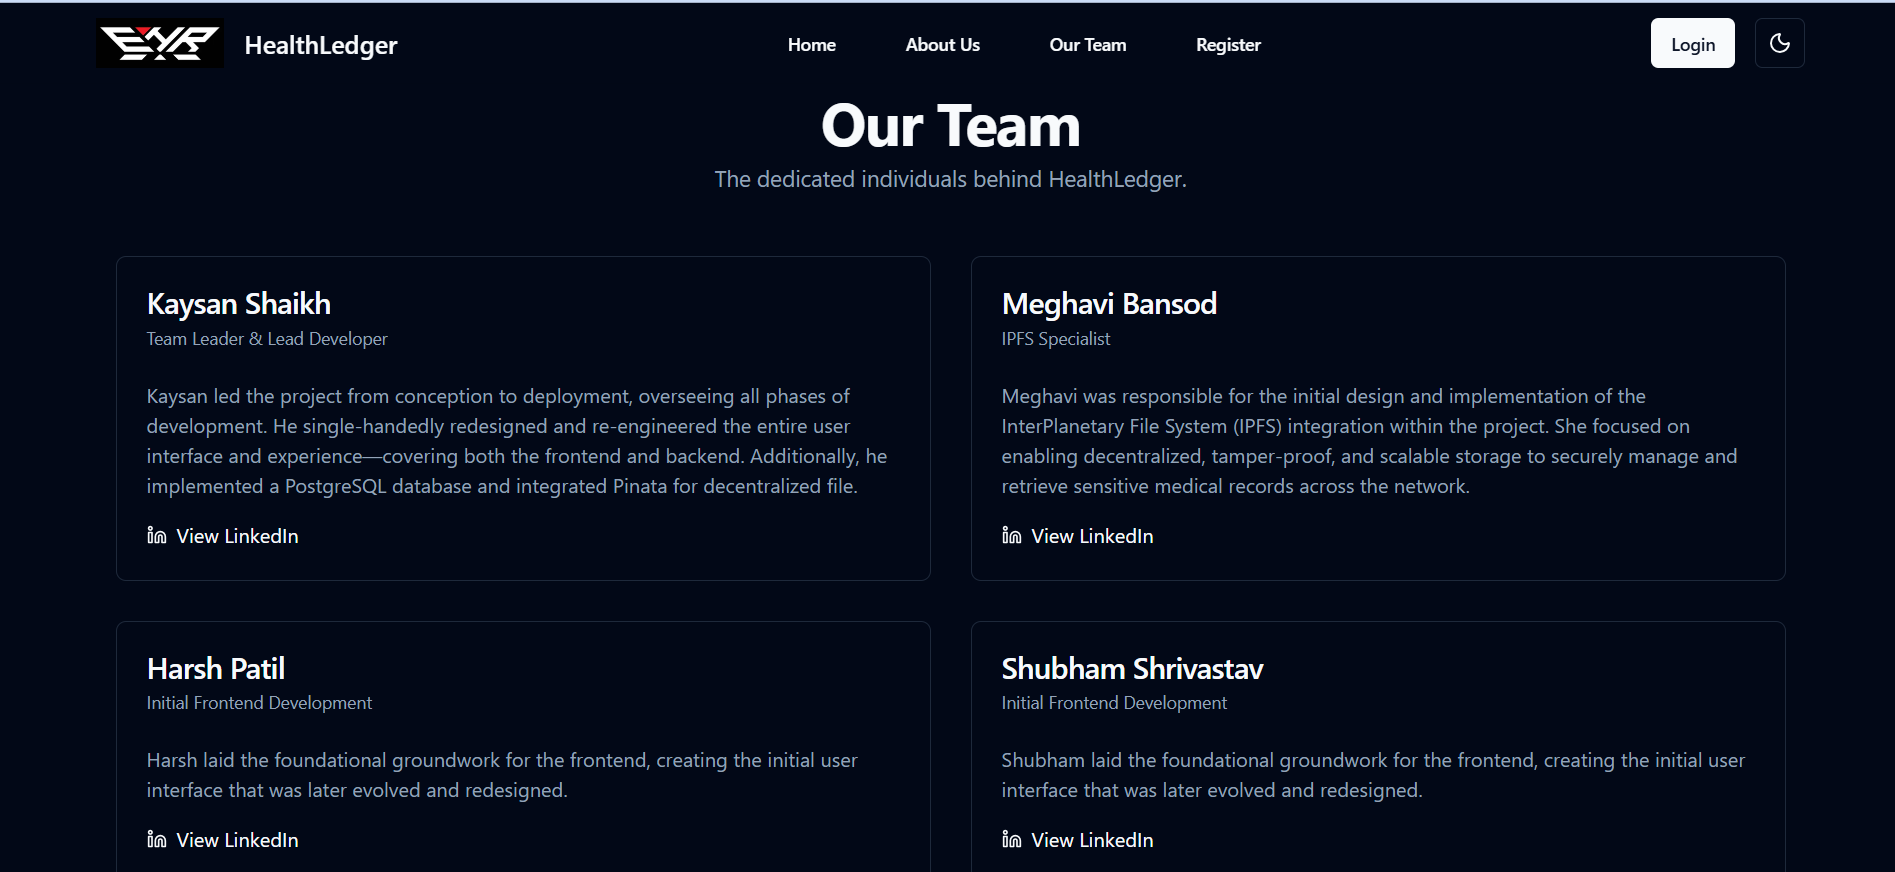 EHR
HealthLedger
Home
About Us
Our Team
Register
Login
Our Team
The dedicated individuals behind HealthLedger.
Kaysan Shaikh
Team Leader & Lead Developer
Kaysan led the project from conception to deployment, overseeing all phases of
development. He single-handedly redesigned and re-engineered the entire user
interface and experience—covering both the frontend and backend. Additionally, he
implemented a PostgreSQL database and integrated Pinata for decentralized file.
View LinkedIn
Meghavi Bansod
IPFS Specialist
Meghavi was responsible for the initial design and implementation of the
InterPlanetary File System (IPFS) integration within the project. She focused on
enabling decentralized, tamper-proof, and scalable storage to securely manage and
retrieve sensitive medical records across the network.
View LinkedIn
Harsh Patil
Initial Frontend Development
Harsh laid the foundational groundwork for the frontend, creating the initial user
interface that was later evolved and redesigned.
View LinkedIn
Shubham Shrivastav
Initial Frontend Development
Shubham laid the foundational groundwork for the frontend, creating the initial user
interface that was later evolved and redesigned.
View LinkedIn